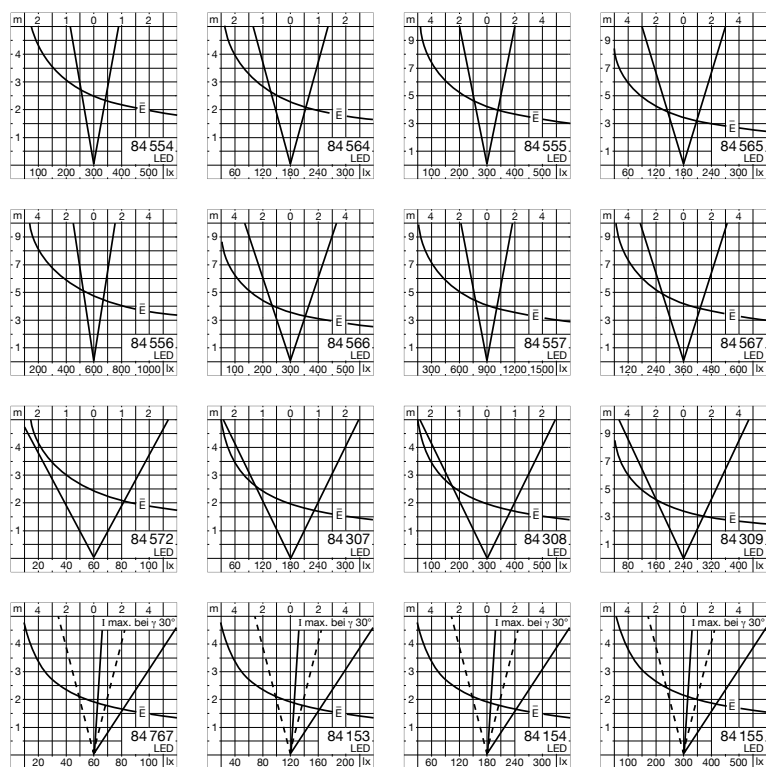 m 2 1 0 1 2
4
3
2 Ē
1
84 554
LED
100 200 300 400 500 lx
m 2 1 0 1 2
4
3
2 Ē
1
84 564
LED
60 120 180 240 300 lx
m 4 2 0 2 4
9
7
5
3 Ē
1
84 555
LED
100 200 300 400 500 lx
m 4 2 0 2 4
9
7
5
3 Ē
1
84 565
LED
60 120 180 240 300 lx
m 4 2 0 2 4
9
7
5
3 Ē
1
84 556
LED
200 400 600 800 1000 lx
m 4 2 0 2 4
9
7
5
3 Ē
1
84 566
LED
100 200 300 400 500 lx
m 4 2 0 2 4
9
7
5
3 Ē
1
84 557
LED
300 600 900 1200 1500 lx
m 4 2 0 2 4
9
7
5
3 Ē
1
84 567
LED
120 240 360 480 600 lx
m 2 1 0 1 2
4
3
2 Ē
1
84 572
LED
20 40 60 80 100 lx
m 2 1 0 1 2
4
3
2 Ē
1
84 307
LED
60 120 180 240 300 lx
m 2 1 0 1 2
4
3
2 Ē
1
84 308
LED
100 200 300 400 500 lx
m 4 2 0 2 4
9
7
5
3 Ē
1
84 309
LED
80 160 240 320 400 lx
m 4 2 0 2 4
I max. bei γ 30°
4
3
2 Ē
1
84 767
LED
20 40 60 80 100 lx
m 4 2 0 2 4
I max. bei γ 30°
4
3
2 Ē
1
84 153
LED
40 80 120 160 200 lx
m 4 2 0 2 4
I max. bei γ 30°
4
3
2 Ē
1
84 154
LED
60 120 180 240 300 lx
m 4 2 0 2 4
I max. bei γ 30°
4
3
2 Ē
1
84 155
LED
100 200 300 400 500 lx